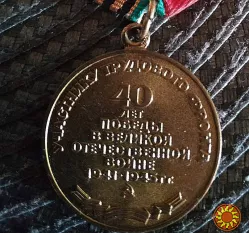 УЧАСТНИКУ ТРУДОВОГО ФРОНТА
40
ЛЕТ
ПОБЕДЫ
В ВЕЛИКОЙ
ОТЕЧЕСТВЕННОЙ
ВОЙНЕ
1941-1945 гг.